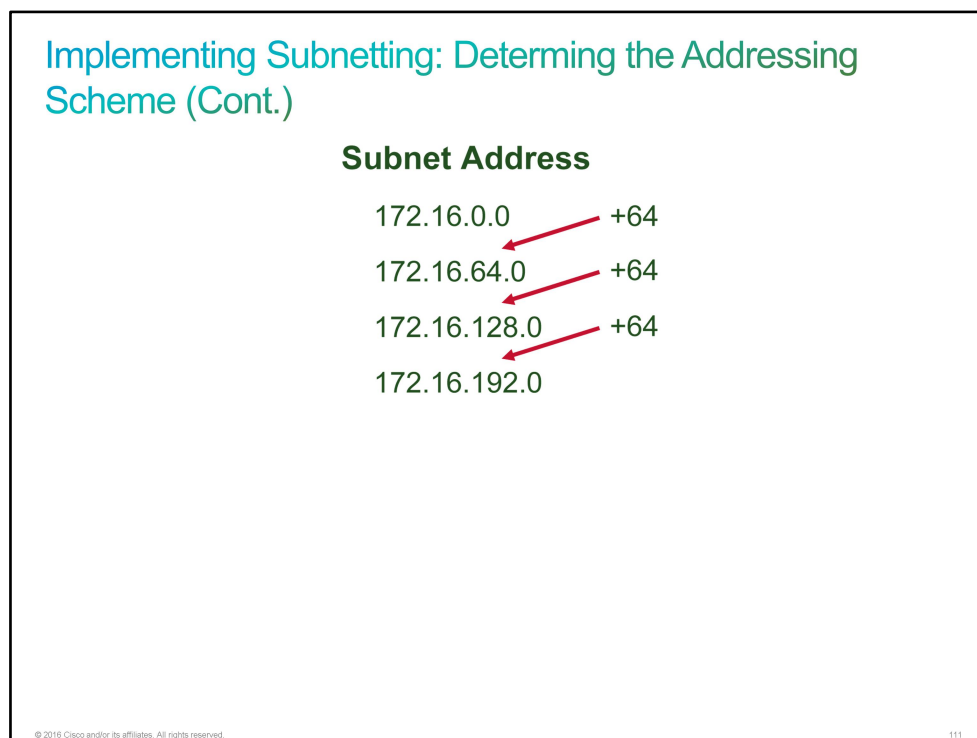 Implementing Subnetting: Determing the Addressing
Scheme (Cont.)
Subnet Address
172.16.0.0 +64
172.16.64.0 +64
172.16.128.0 +64
172.16.192.0
© 2016 Cisco and/or its affiliates. All rights reserved. 111